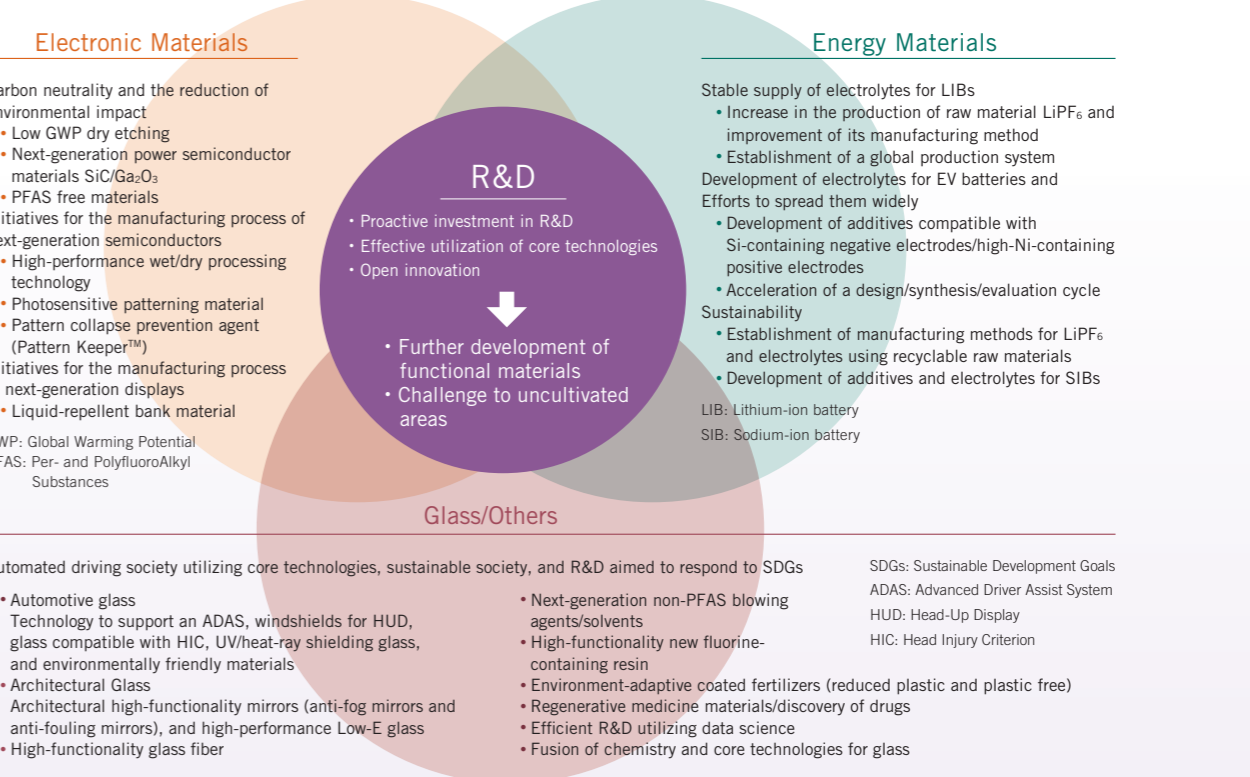 Electronic Materials
arbon neutrality and the reduction of
nvironmental impact
• Low GWP dry etching
• Next-generation power semiconductor
materials SiC/Ga₂O₃
• PFAS free materials
itiatives for the manufacturing process of
ext-generation semiconductors
• High-performance wet/dry processing
technology
• Photosensitive patterning material
• Pattern collapse prevention agent
(Pattern Keeper™)
itiatives for the manufacturing process
next-generation displays
• Liquid-repellent bank material
WP: Global Warming Potential
FAS: Per- and PolyfluoroAlkyl
Substances
R&D
• Proactive investment in R&D
• Effective utilization of core technologies
• Open innovation
• Further development of
functional materials
• Challenge to uncultivated
areas
Energy Materials
Stable supply of electrolytes for LIBs
• Increase in the production of raw material LiPF₆ and
improvement of its manufacturing method
• Establishment of a global production system
Development of electrolytes for EV batteries and
Efforts to spread them widely
• Development of additives compatible with
Si-containing negative electrodes/high-Ni-containing
positive electrodes
• Acceleration of a design/synthesis/evaluation cycle
Sustainability
• Establishment of manufacturing methods for LiPF₆
and electrolytes using recyclable raw materials
• Development of additives and electrolytes for SIBs
LIB: Lithium-ion battery
SIB: Sodium-ion battery
Glass/Others
utomated driving society utilizing core technologies, sustainable society, and R&D aimed to respond to SDGs
• Automotive glass
Technology to support an ADAS, windshields for HUD,
glass compatible with HIC, UV/heat-ray shielding glass,
and environmentally friendly materials
• Architectural Glass
Architectural high-functionality mirrors (anti-fog mirrors and
anti-fouling mirrors), and high-performance Low-E glass
• High-functionality glass fiber
• Next-generation non-PFAS blowing
agents/solvents
• High-functionality new fluorine-
containing resin
• Environment-adaptive coated fertilizers (reduced plastic and plastic free)
• Regenerative medicine materials/discovery of drugs
• Efficient R&D utilizing data science
• Fusion of chemistry and core technologies for glass
SDGs: Sustainable Development Goals
ADAS: Advanced Driver Assist System
HUD: Head-Up Display
HIC: Head Injury Criterion